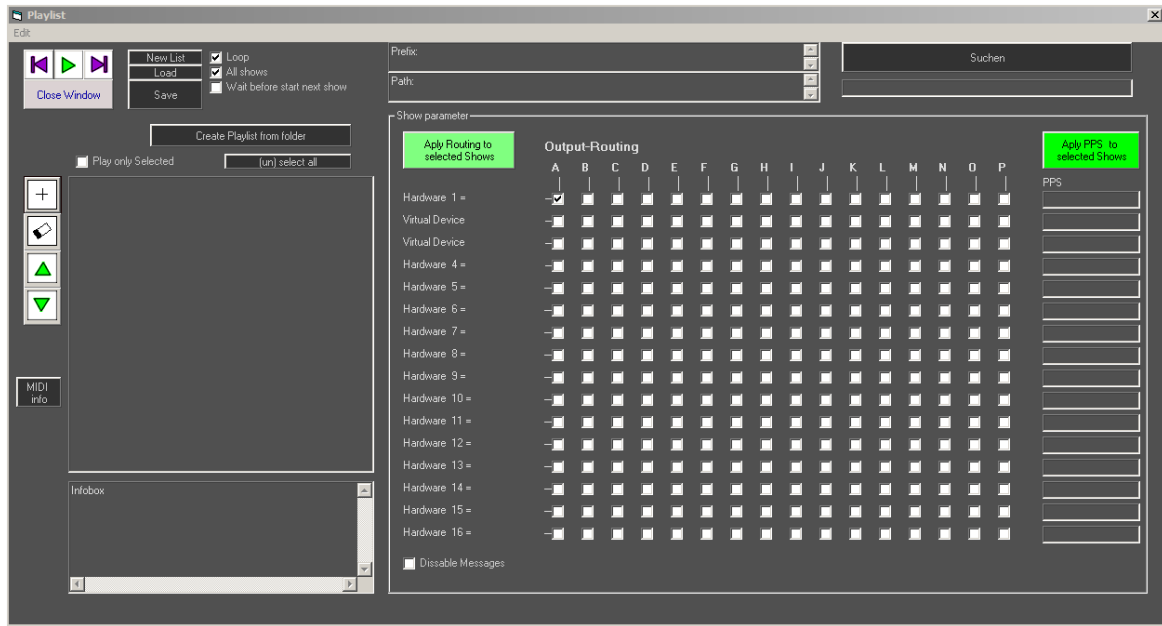 Playlist
Edit
New List
Load
Save
Loop
All shows
Wait before start next show
Close Window
Create Playlist from folder
Play only Selected
(un) select all
MIDI
info
Infobox
Prefix:
Path:
Suchen
Show parameter
Aply Routing to
selected Shows
Output-Routing
Aply PPS to
selected Shows
A B C D E F G H I J K L M N O P
PPS
Hardware 1 =
Virtual Device
Virtual Device
Hardware 4 =
Hardware 5 =
Hardware 6 =
Hardware 7 =
Hardware 8 =
Hardware 9 =
Hardware 10 =
Hardware 11 =
Hardware 12 =
Hardware 13 =
Hardware 14 =
Hardware 15 =
Hardware 16 =
Dissable Messages